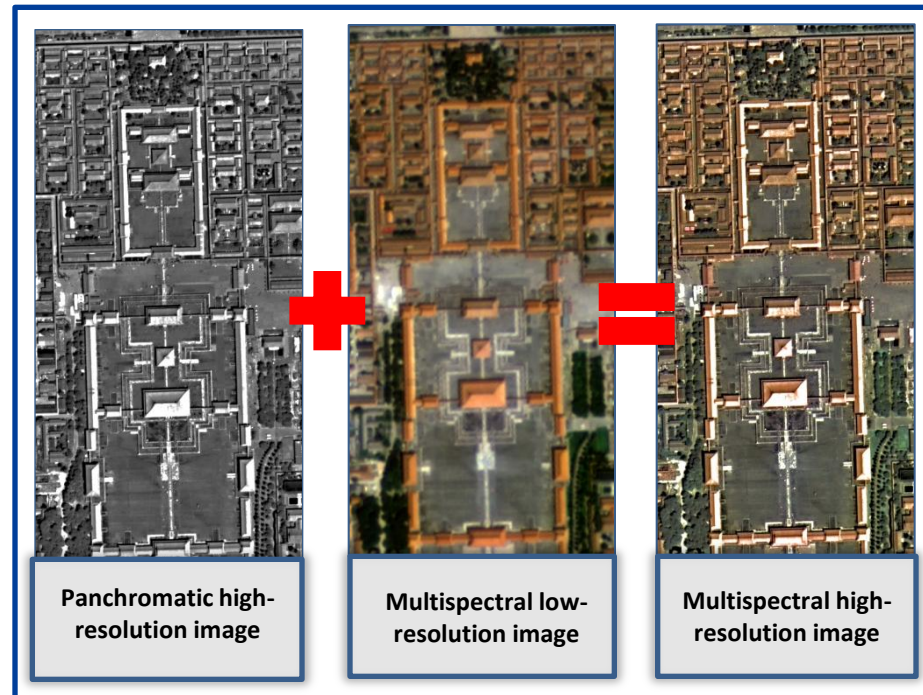 Panchromatic high-
resolution image
Multispectral low-
resolution image
Multispectral high-
resolution image